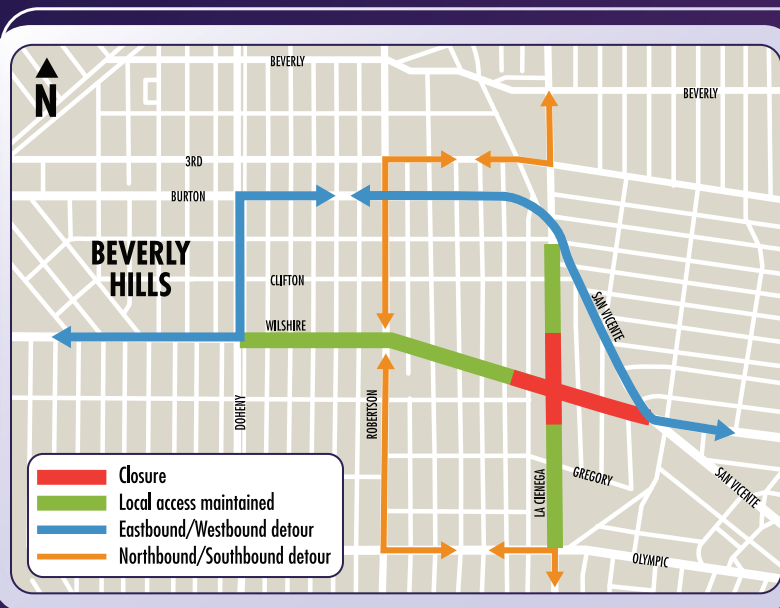 BEVERLY
N
BEVERLY
3RD
BURTON
BEVERLY
HILLS
CLIFTON
SAN VICENTE
WILSHIRE
DOHENY
ROBERTSON
LA CIENEGA
GREGORY
SAN VICENTE
OLYMPIC
Closure
Local access maintained
Eastbound/Westbound detour
Northbound/Southbound detour